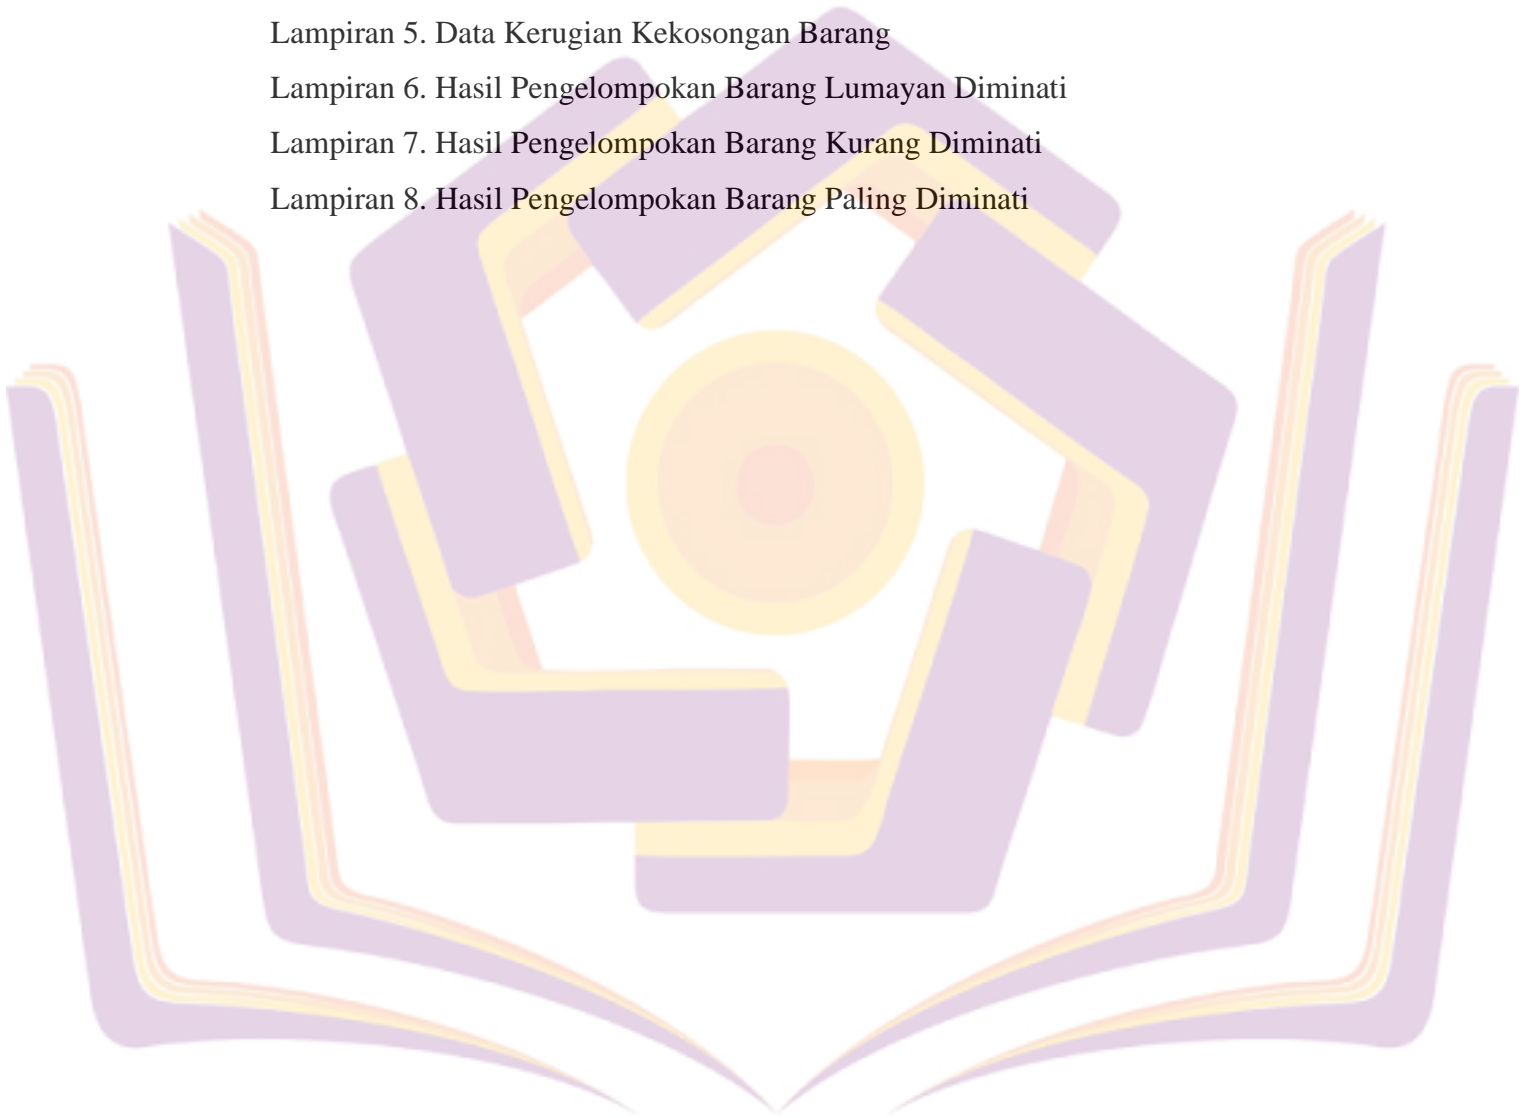 Lampiran 5. Data Kerugian Kekosongan Barang
Lampiran 6. Hasil Pengelompokan Barang Lumayan Diminati
Lampiran 7. Hasil Pengelompokan Barang Kurang Diminati
Lampiran 8. Hasil Pengelompokan Barang Paling Diminati